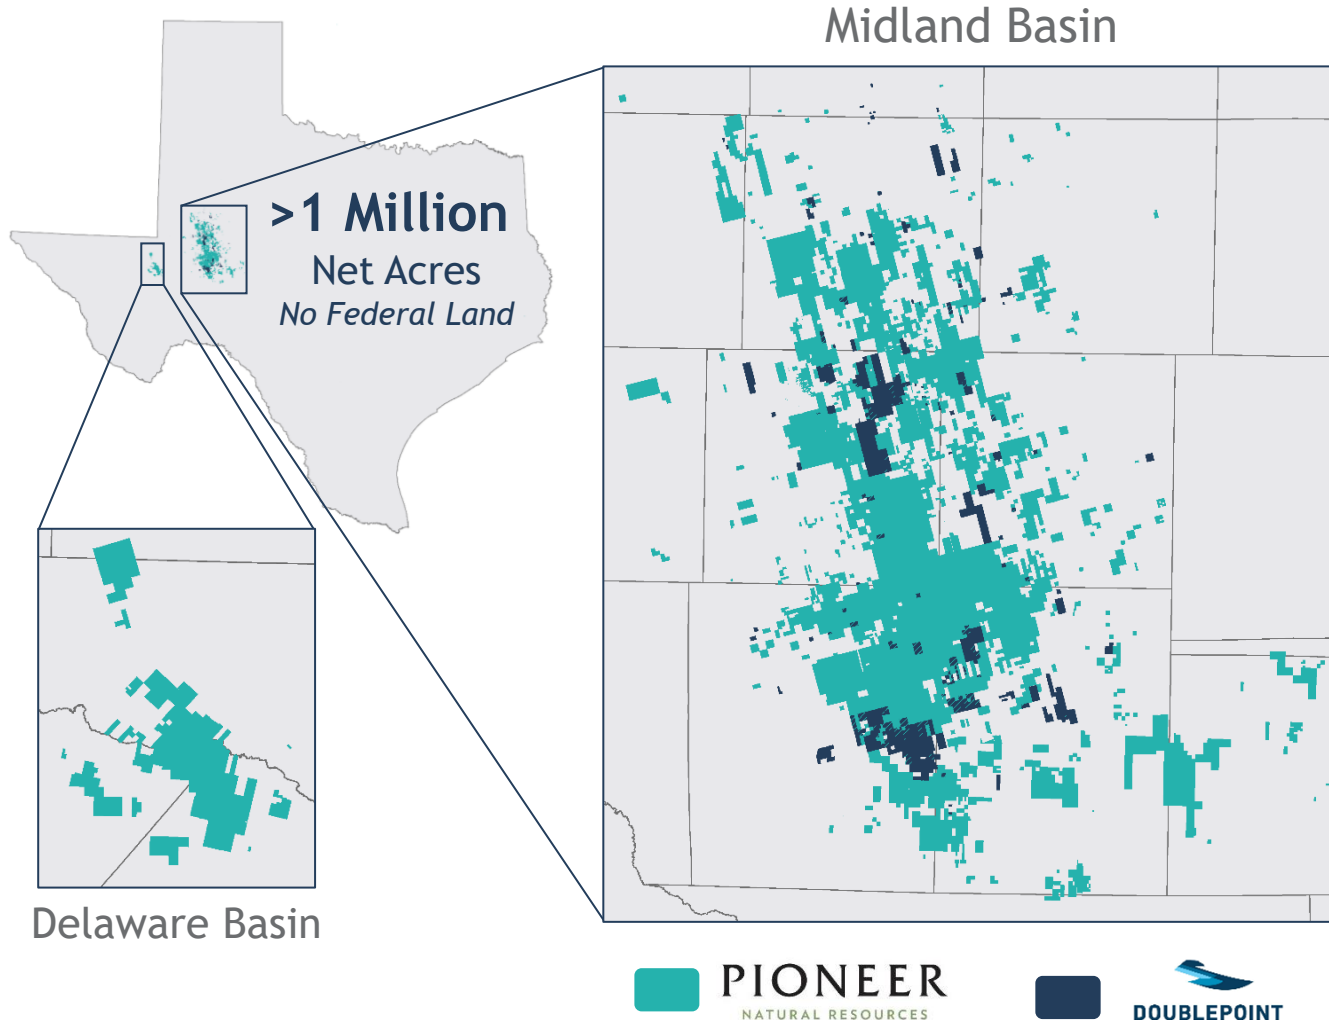 Midland Basin
>1 Million
Net Acres
No Federal Land
Delaware Basin
PIONEER
NATURAL RESOURCES
DOUBLEPOINT